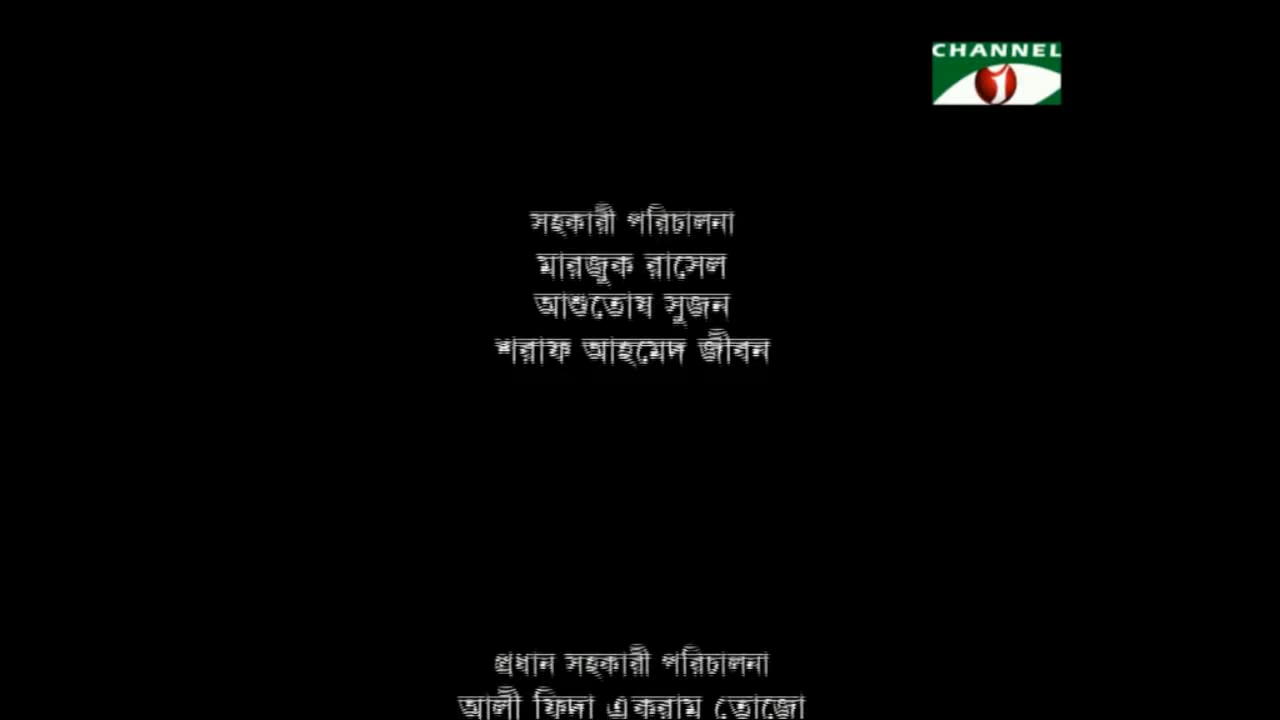 CHANNEL
সহকারী পরিচালনা
মারজুক রাসেল
আশুতোষ সুজন
শরাফ আহমেদ জীবন
প্রধান সহকারী পরিচালনা
আলী ফিদা একরাম তোজো